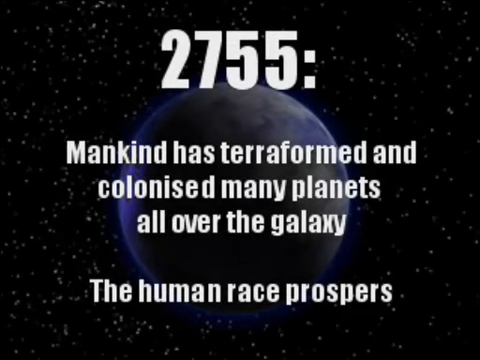 2755:
Mankind has terraformed and
colonised many planets
all over the galaxy
The human race prospers